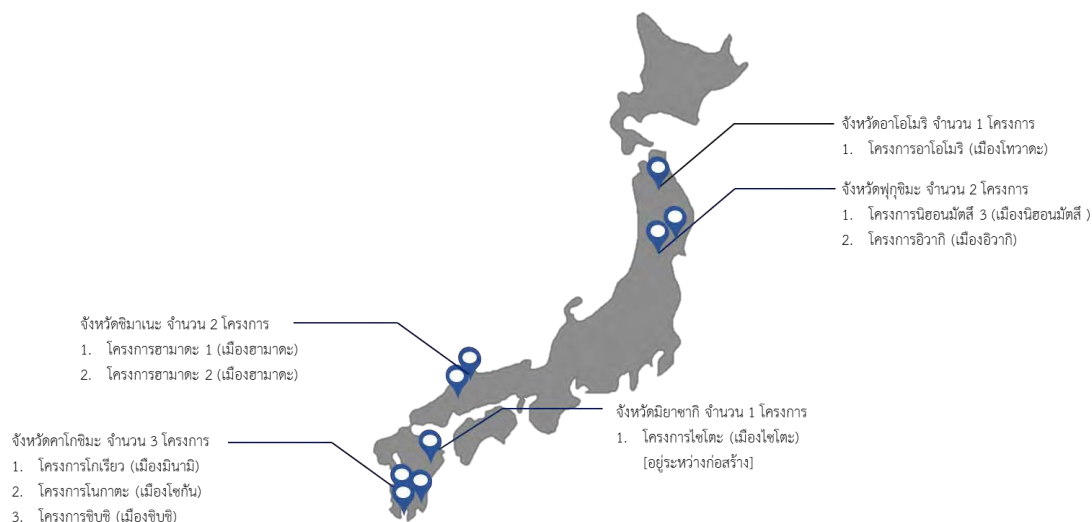 จังหวัดอาโอโมริ จำนวน 1 โครงการ
1. โครงการอาโอโมริ (เมืองโทวาดะ)
จังหวัดฟุกุชิมะ จำนวน 2 โครงการ
1. โครงการนิฮอนมัตสึ 3 (เมืองนิฮอนมัตสึ )
2. โครงการอิวากิ (เมืองอิวากิ)
จังหวัดชิมาเนะ จำนวน 2 โครงการ
1. โครงการฮามาดะ 1 (เมืองฮามาดะ)
2. โครงการฮามาดะ 2 (เมืองฮามาดะ)
จังหวัดมิยาซากิ จำนวน 1 โครงการ
1. โครงการไซโตะ (เมืองไซโตะ)
[อยู่ระหว่างก่อสร้าง]
จังหวัดคาโกชิมะ จำนวน 3 โครงการ
1. โครงการโกเรียว (เมืองมินามิ)
2. โครงการโนกาตะ (เมืองโซกัน)
3. โครงการชิบชิ (เมืองชิบชิ)